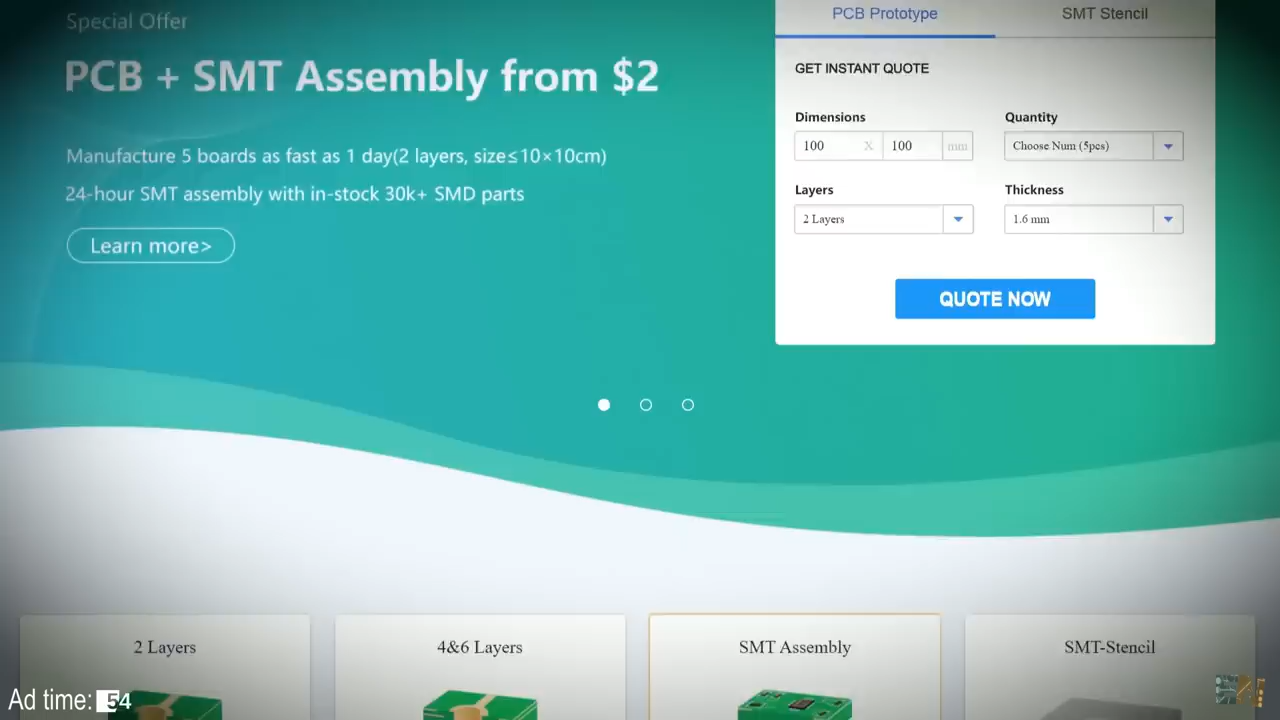 Special Offer
PCB + SMT Assembly from $2
Manufacture 5 boards as fast as 1 day(2 layers, size≤10×10cm)
24-hour SMT assembly with in-stock 30k+ SMD parts
Learn more>
PCB Prototype
SMT Stencil
GET INSTANT QUOTE
Dimensions
Quantity
100 X 100 mm
Choose Num (5pcs)
Layers
Thickness
2 Layers
1.6 mm
QUOTE NOW
2 Layers
4&6 Layers
SMT Assembly
SMT-Stencil
Ad time: 54